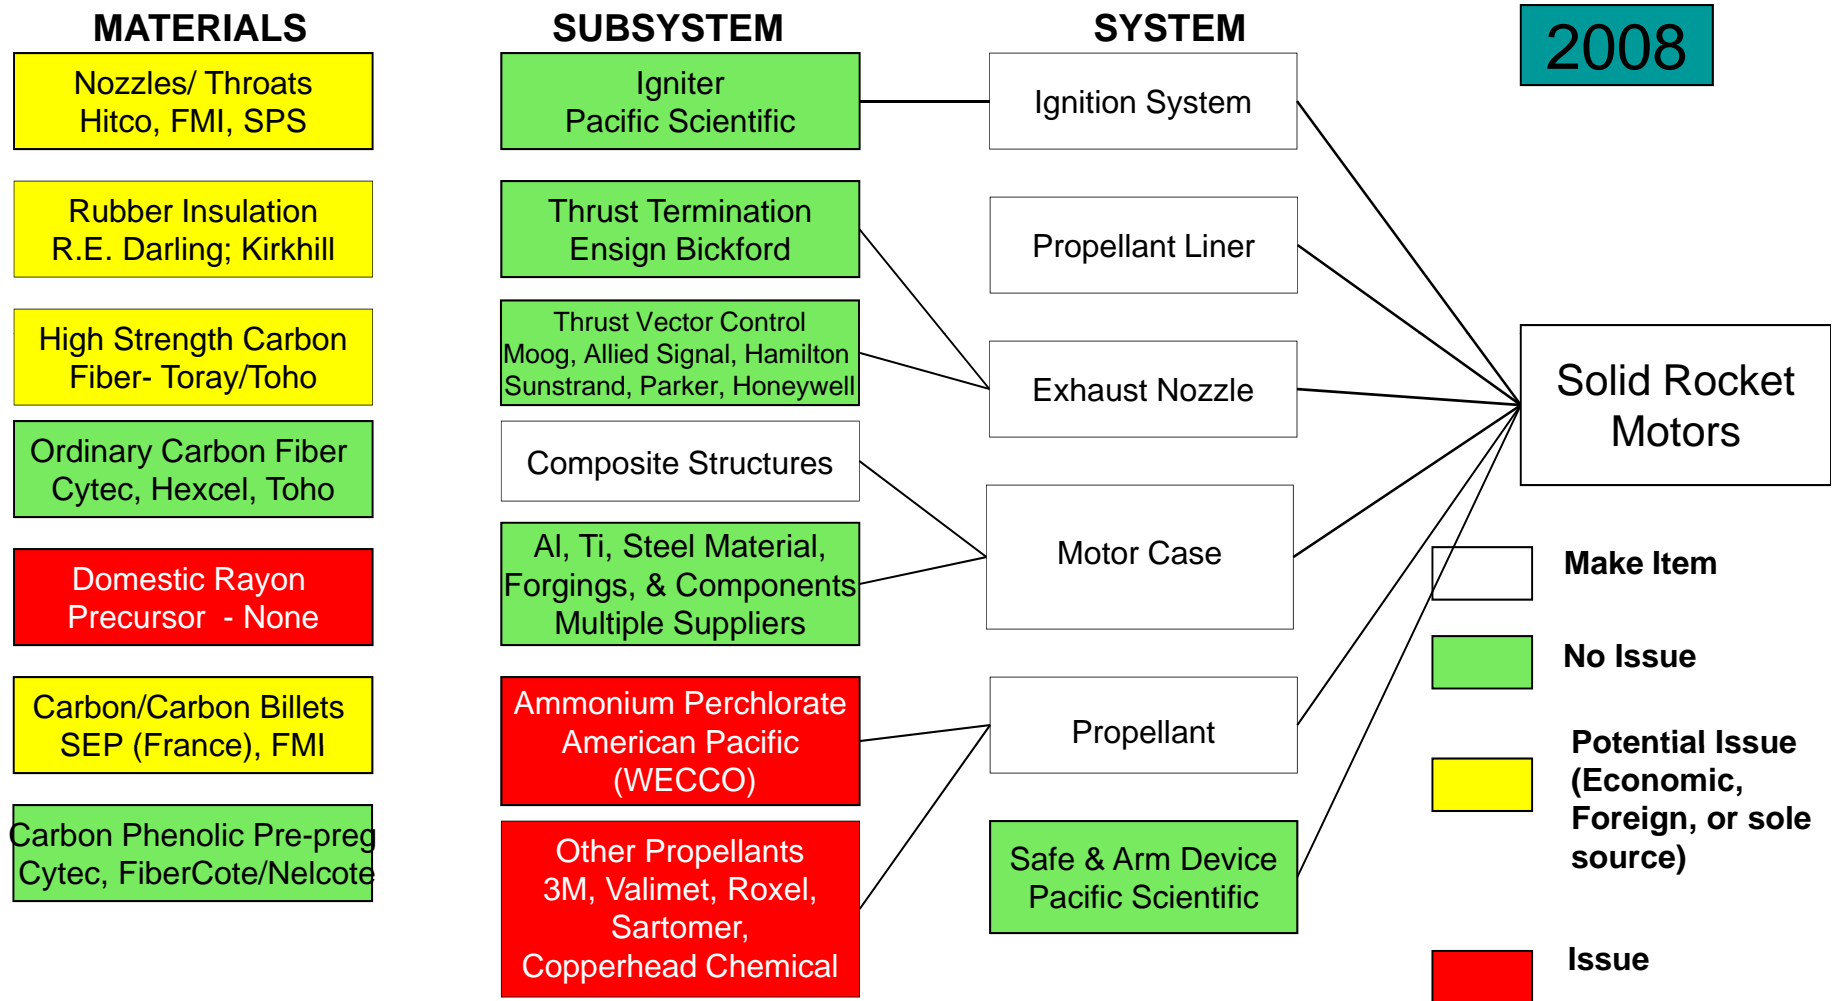 MATERIALS
SUBSYSTEM
SYSTEM
2008
Nozzles/ Throats
Hitco, FMI, SPS
Rubber Insulation
R.E. Darling; Kirkhill
High Strength Carbon
Fiber- Toray/Toho
Ordinary Carbon Fiber
Cytec, Hexcel, Toho
Domestic Rayon
Precursor - None
Carbon/Carbon Billets
SEP (France), FMI
Carbon Phenolic Pre-preg
Cytec, FiberCote/Nelcote
Igniter
Pacific Scientific
Thrust Termination
Ensign Bickford
Thrust Vector Control
Moog, Allied Signal, Hamilton
Sunstrand, Parker, Honeywell
Composite Structures
Al, Ti, Steel Material,
Forgings, & Components
Multiple Suppliers
Ammonium Perchlorate
American Pacific
(WECCO)
Other Propellants
3M, Valimet, Roxel,
Sartomer,
Copperhead Chemical
Ignition System
Propellant Liner
Exhaust Nozzle
Motor Case
Propellant
Safe & Arm Device
Pacific Scientific
Solid Rocket
Motors
Make Item
No Issue
Potential Issue
(Economic,
Foreign, or sole
source)
Issue